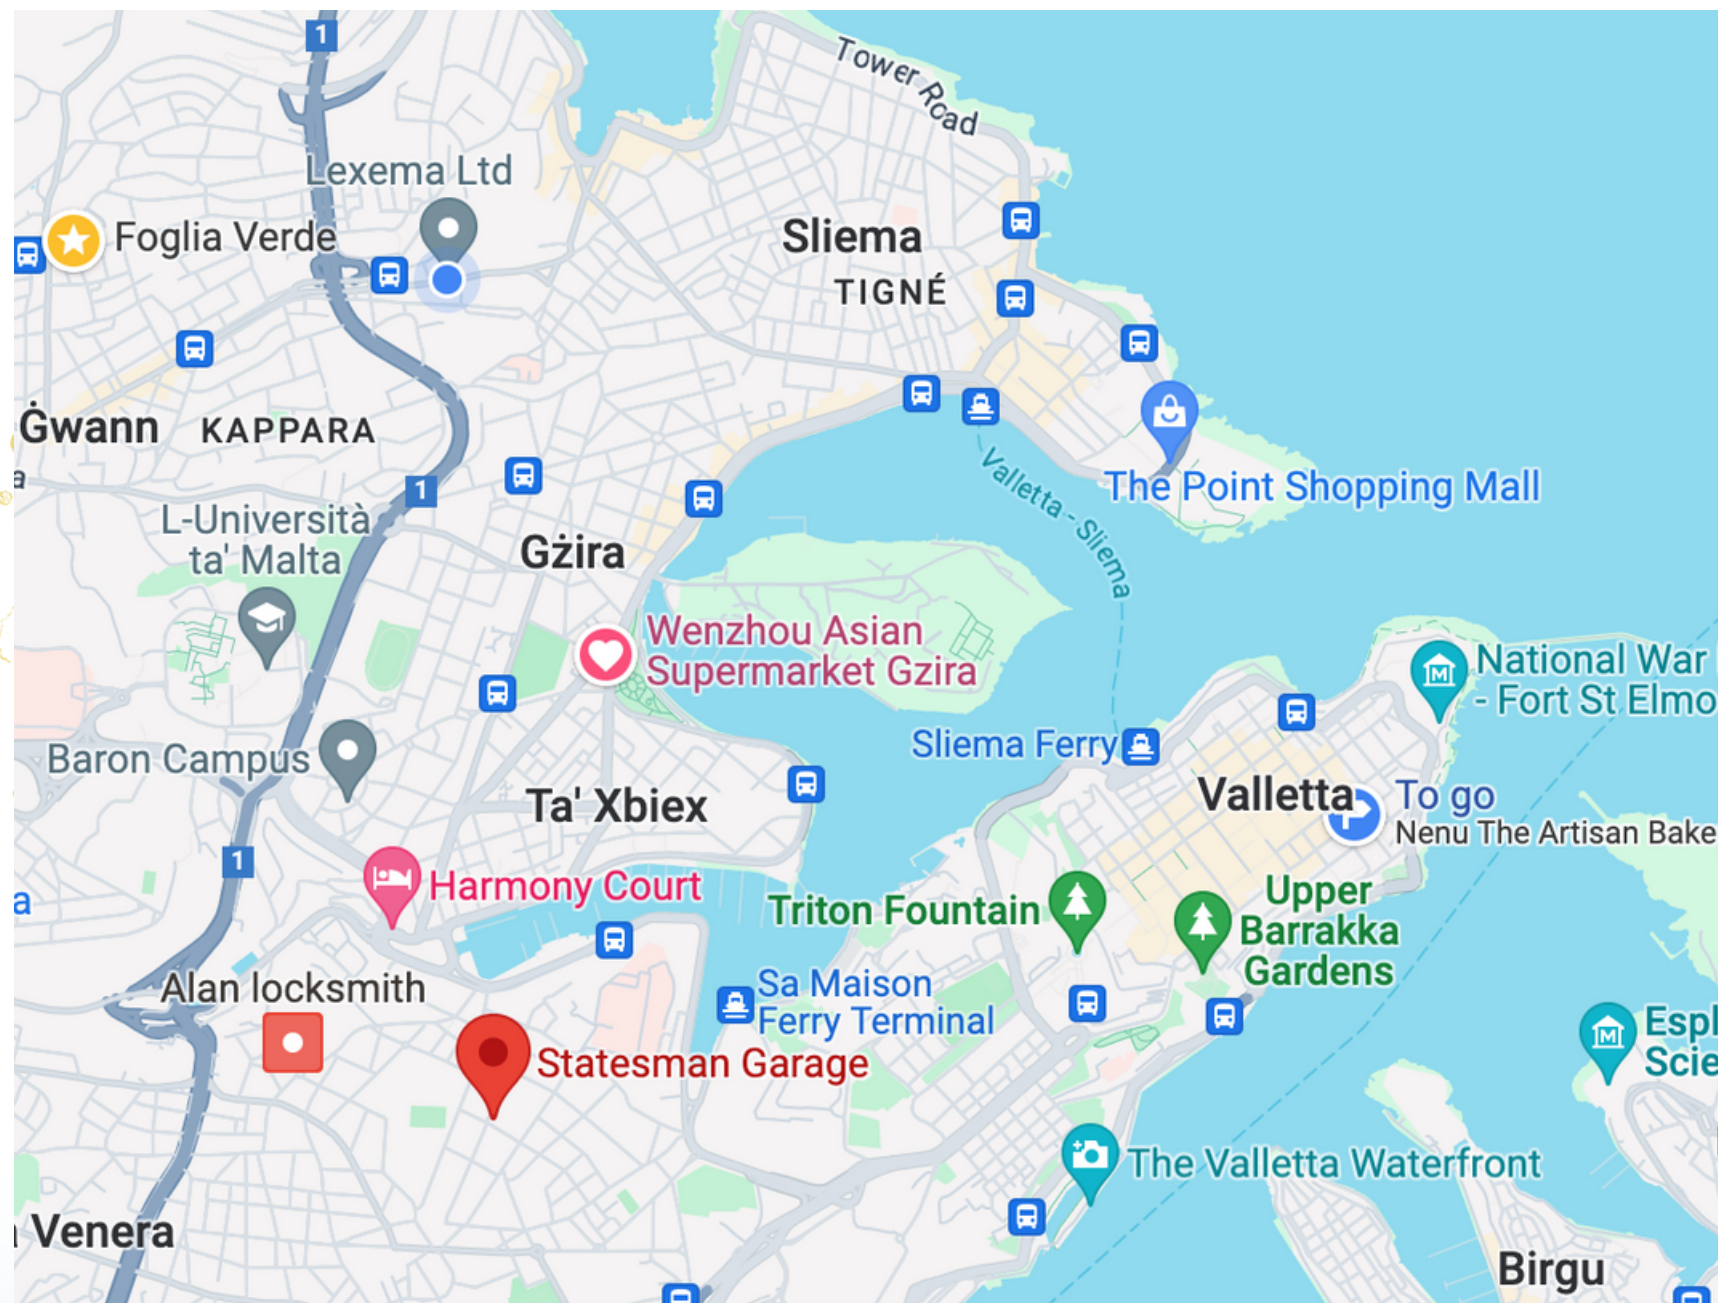 1
Tower Road
Lexema Ltd
Foglia Verde
Sliema
TIGNÉ
Ġwann
KAPPARA
a
1
Valletta - Sliema
The Point Shopping Mall
L-Università
ta' Malta
Gżira
Wenzhou Asian
Supermarket Gzira
National War
- Fort St Elmo
Baron Campus
Sliema Ferry
Ta' Xbiex
Valletta
To go
Nenu The Artisan Bake
1
a
Harmony Court
Triton Fountain
Upper
Barrakka
Gardens
Alan locksmith
Sa Maison
Ferry Terminal
Statesman Garage
Espl
Scie
The Valletta Waterfront
Venera
Birgu